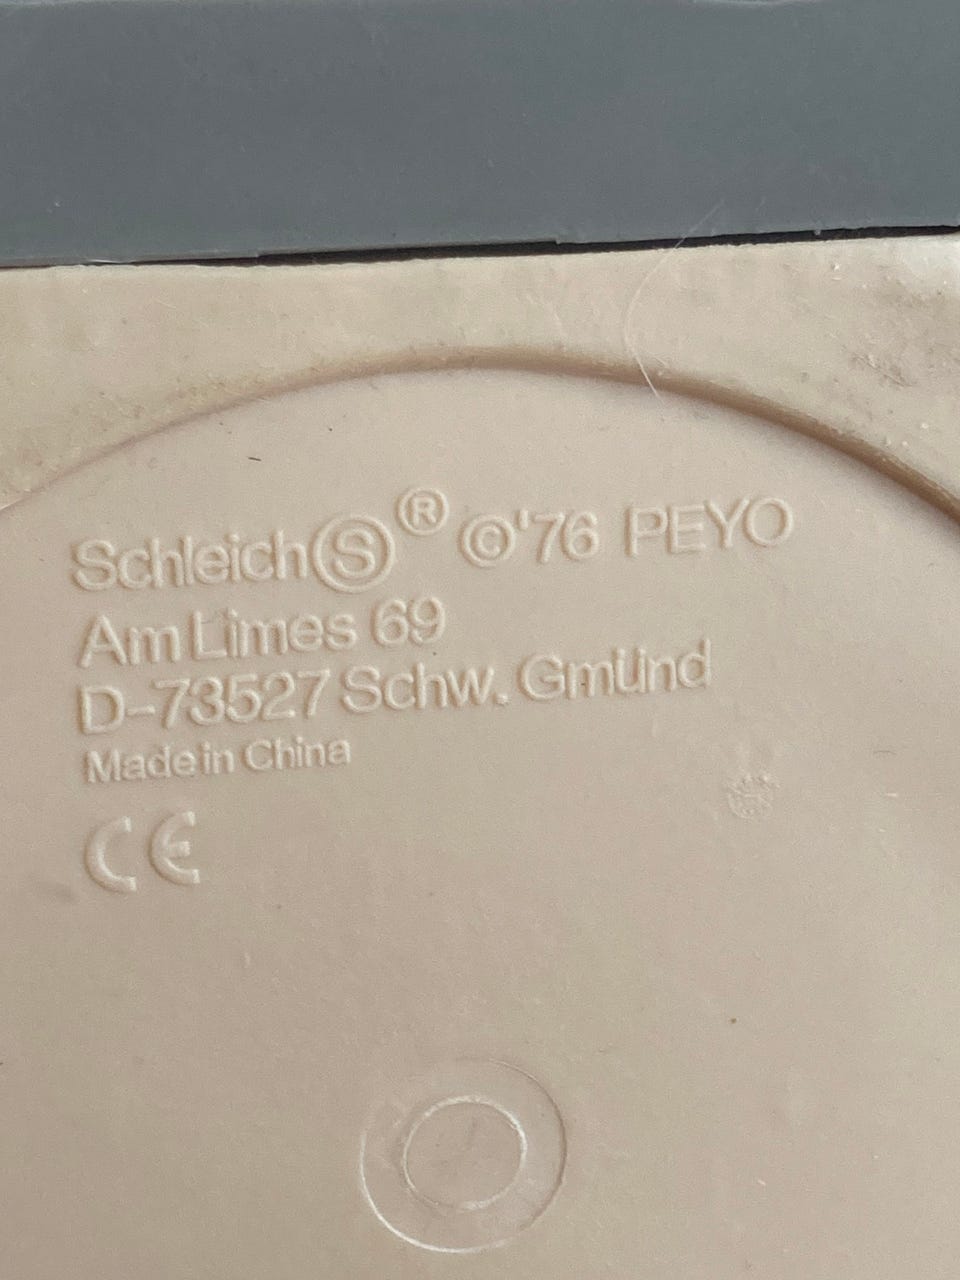 Schleich Ⓢ® ©'76 PEYO
Am Limes 69
D-73527 Schw. Gmünd
Made in China
CE